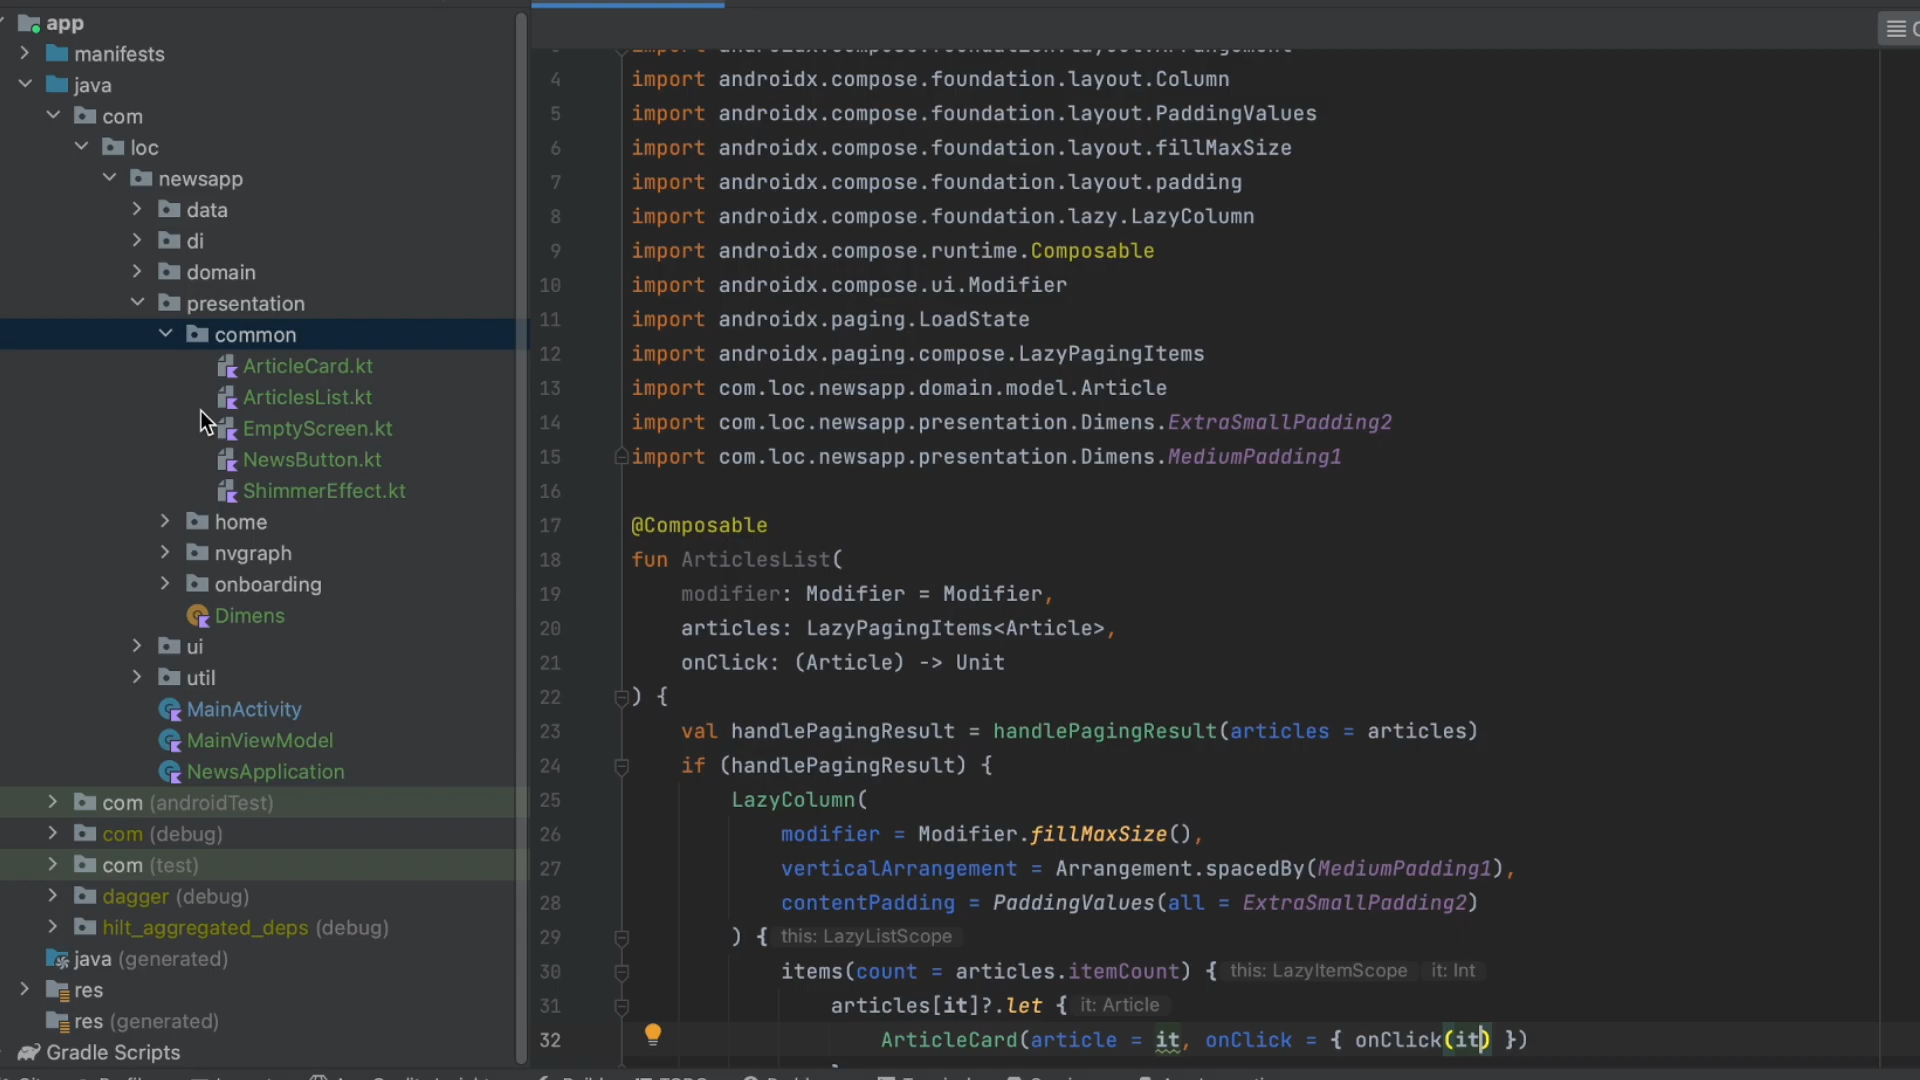 app
manifests
java
com
loc
newsapp
data
di
domain
presentation
common
ArticleCard.kt
ArticlesList.kt
EmptyScreen.kt
NewsButton.kt
ShimmerEffect.kt
home
nvgraph
onboarding
Dimens
ui
util
MainActivity
MainViewModel
NewsApplication
com (androidTest)
com (debug)
com (test)
dagger (debug)
hilt_aggregated_deps (debug)
java (generated)
res
res (generated)
Gradle Scripts
4 import androidx.compose.foundation.layout.Column
5 import androidx.compose.foundation.layout.PaddingValues
6 import androidx.compose.foundation.layout.fillMaxSize
7 import androidx.compose.foundation.layout.padding
8 import androidx.compose.foundation.lazy.LazyColumn
9 import androidx.compose.runtime.Composable
10 import androidx.compose.ui.Modifier
11 import androidx.paging.LoadState
12 import androidx.paging.compose.LazyPagingItems
13 import com.loc.newsapp.domain.model.Article
14 import com.loc.newsapp.presentation.Dimens.ExtraSmallPadding2
15 import com.loc.newsapp.presentation.Dimens.MediumPadding1
16
17 @Composable
18 fun ArticlesList(
19 modifier: Modifier = Modifier,
20 articles: LazyPagingItems<Article>,
21 onClick: (Article) -> Unit
22 ) {
23 val handlePagingResult = handlePagingResult(articles = articles)
24 if (handlePagingResult) {
25 LazyColumn(
26 modifier = Modifier.fillMaxSize(),
27 verticalArrangement = Arrangement.spacedBy(MediumPadding1),
28 contentPadding = PaddingValues(all = ExtraSmallPadding2)
29 ) { this: LazyListScope
30 items(count = articles.itemCount) { this: LazyItemScope it: Int
31 articles[it]?.let { it: Article
32 ArticleCard(article = it, onClick = { onClick(it) })